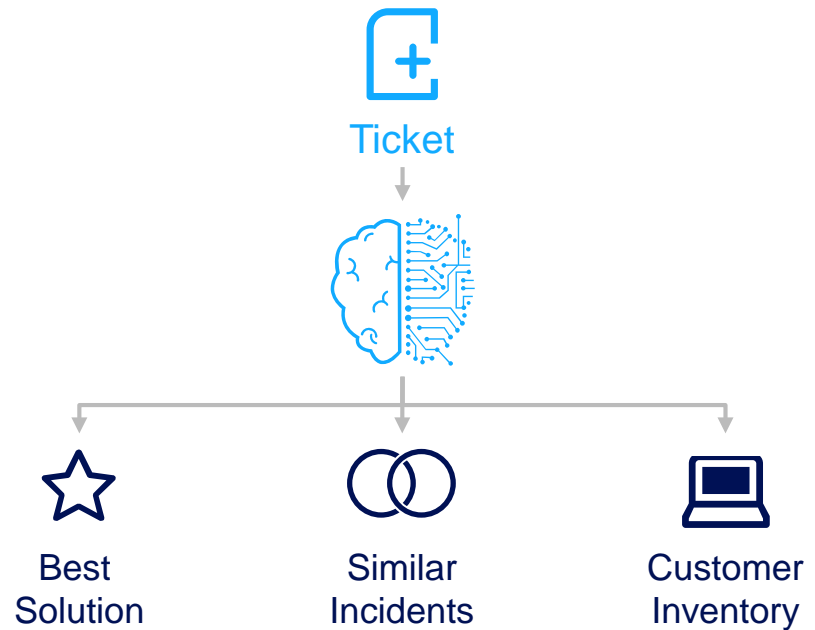 Ticket
Best
Solution
Similar
Incidents
Customer
Inventory